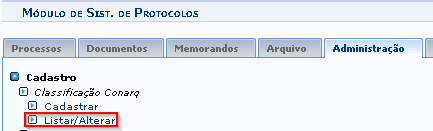 Módulo de Sist. de Protocolos
Processos Documentos Memorandos Arquivo Administração
Cadastro
Classificação Conarq
Cadastrar
Listar/Alterar